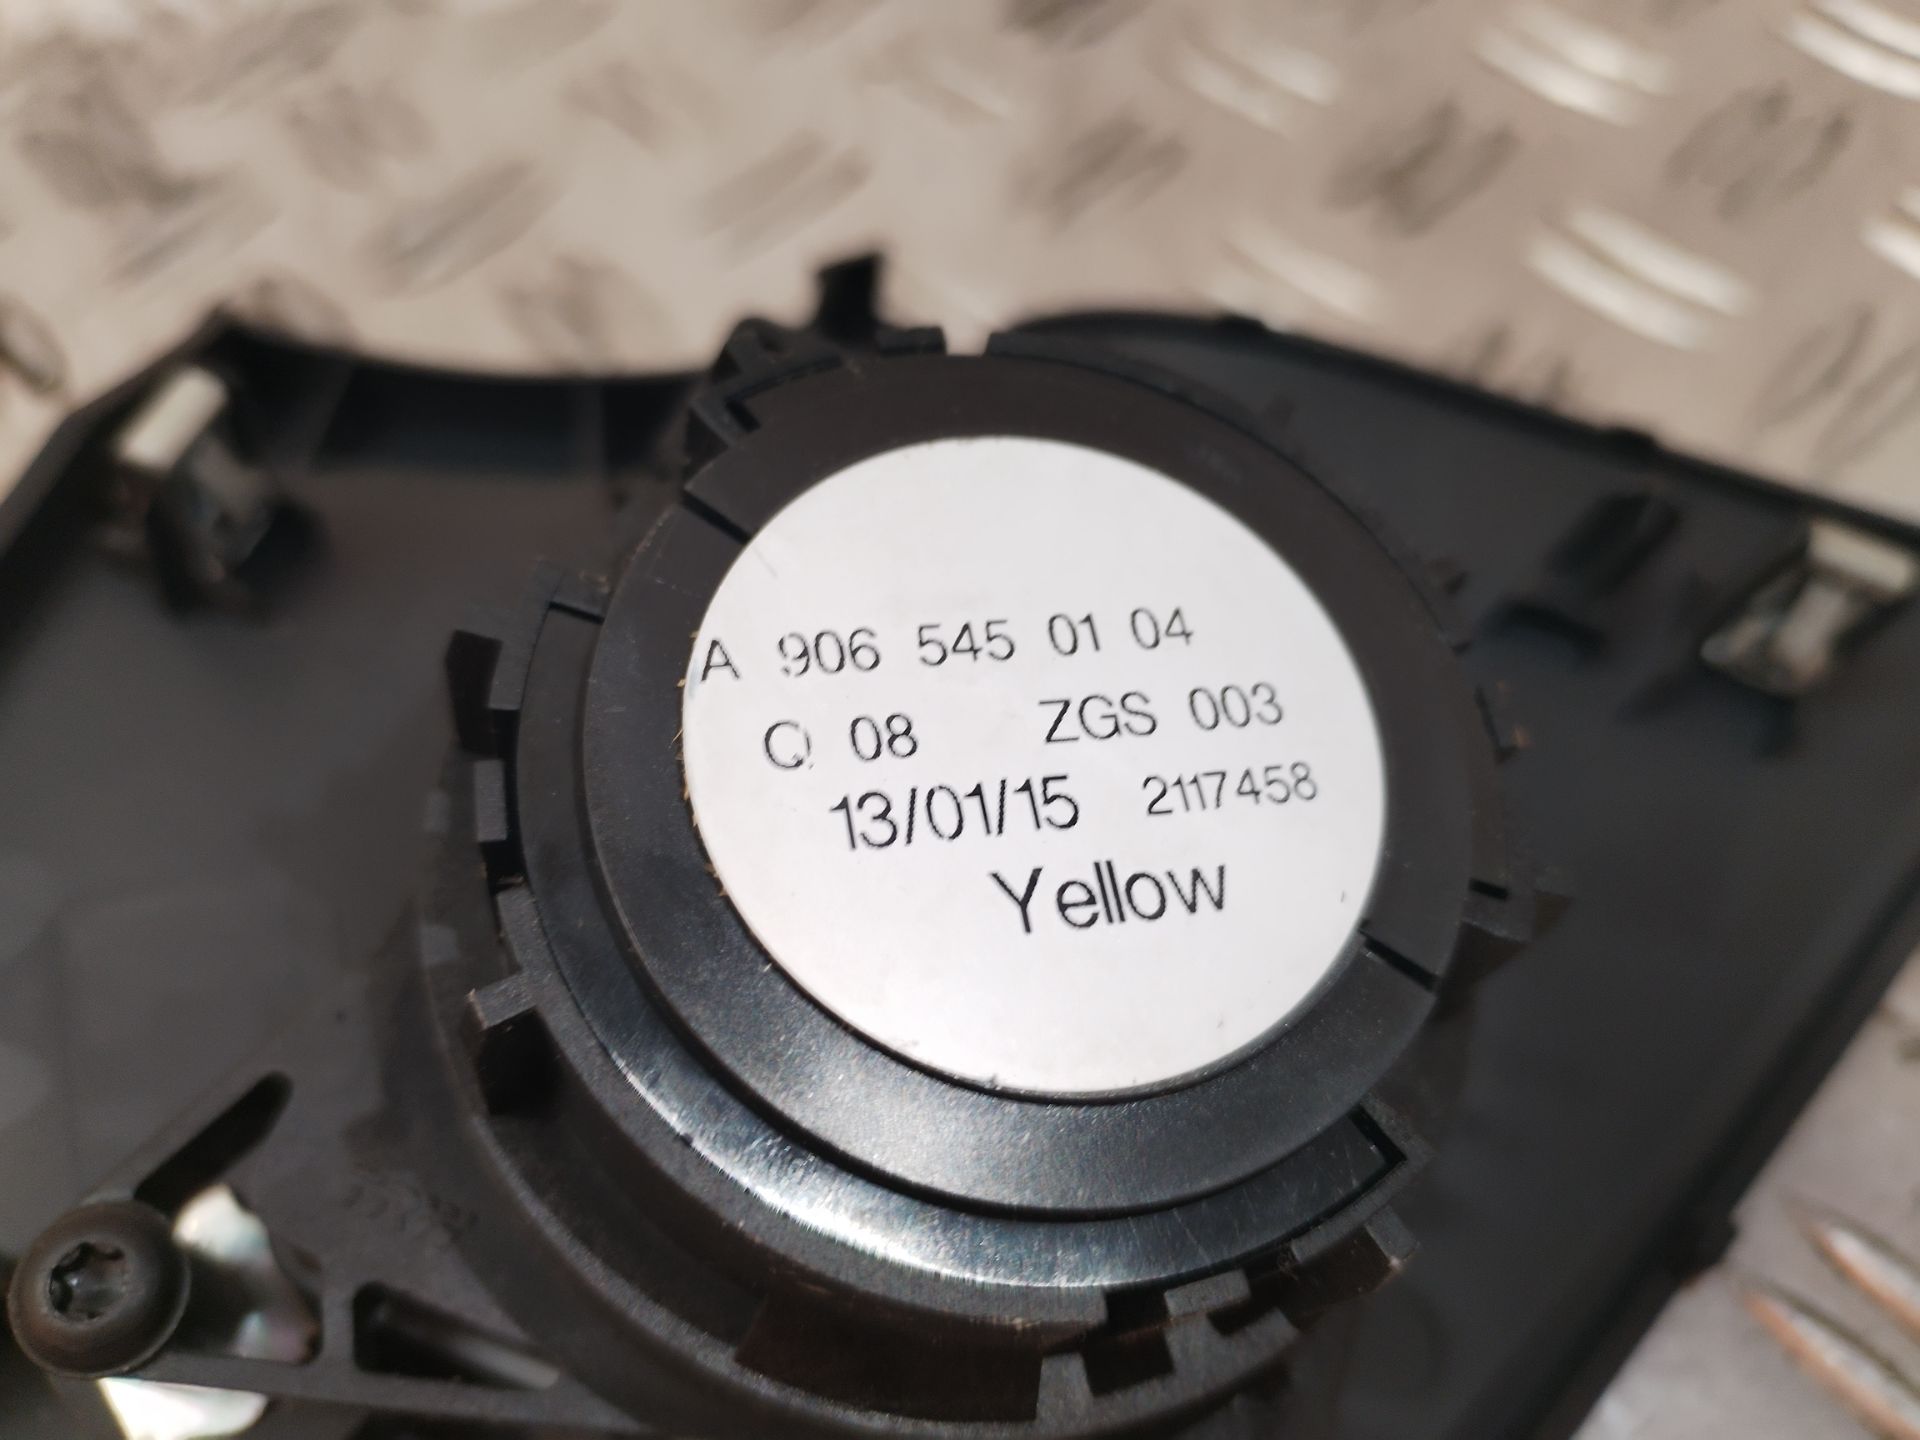 A 906 545 01 04
Q 08 ZGS 003
13/01/15 2117458
Yellow